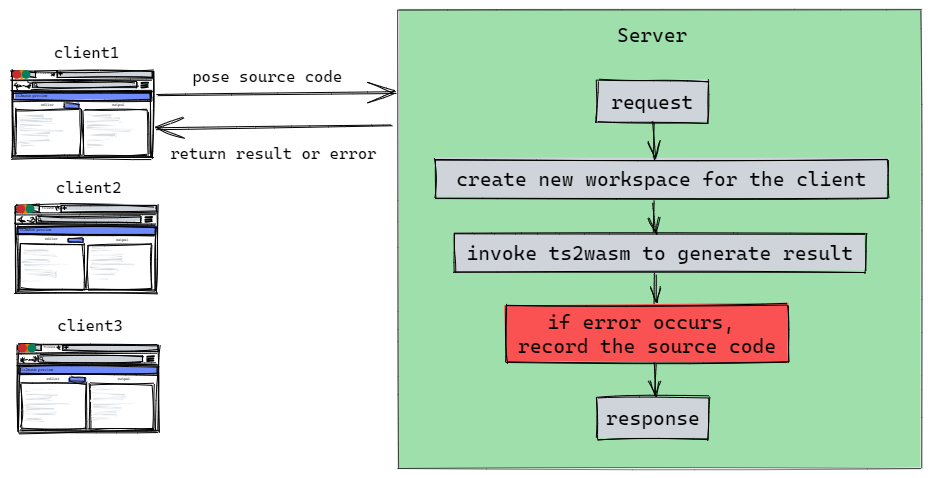 client1
pose source code
return result or error
client2
client3
Server
request
create new workspace for the client
invoke ts2wasm to generate result
if error occurs,
record the source code
response